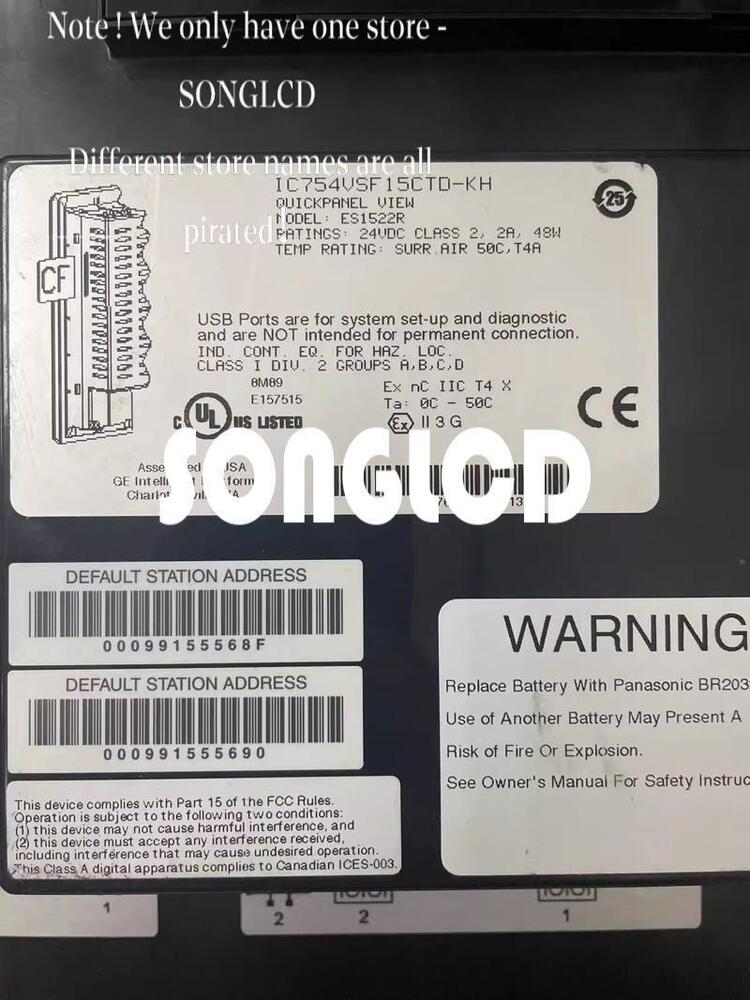 Note ! We only have one store -
SONGLCD
Different store names are all
pirated !
IC754VSF15CTD-KH
QUICKPANEL VIEW
MODEL: ES1522R
RATINGS: 24VDC CLASS 2, 2A, 48W
TEMP RATING: SURR.AIR 50C,T4A
25
CF
USB Ports are for system set-up and diagnostic
and are NOT intended for permanent connection.
IND. CONT. EQ. FOR HAZ. LOC.
CLASS I DIV. 2 GROUPS A,B,C,D
8M89
E157515
Ex nC IIC T4 X
Ta: 0C - 50C
C UL US LISTED
Ex II 3 G
CE
SONGLCD
USA
GE
DEFAULT STATION ADDRESS
00099155568F
DEFAULT STATION ADDRESS
000991555690
WARNING
Replace Battery With Panasonic
Use of Another Battery May Present A
Risk of Fire Or Explosion.
See Owner's Manual For Safety
This device complies with Part 15 of the FCC Rules.
Operation is subject to the following two conditions:
(1) this device may not cause harmful interference, and
(2) this device must accept any interference received,
including interference that may cause undesired operation.
This Class A digital apparatus complies to Canadian ICES-003.
1
2
2
1